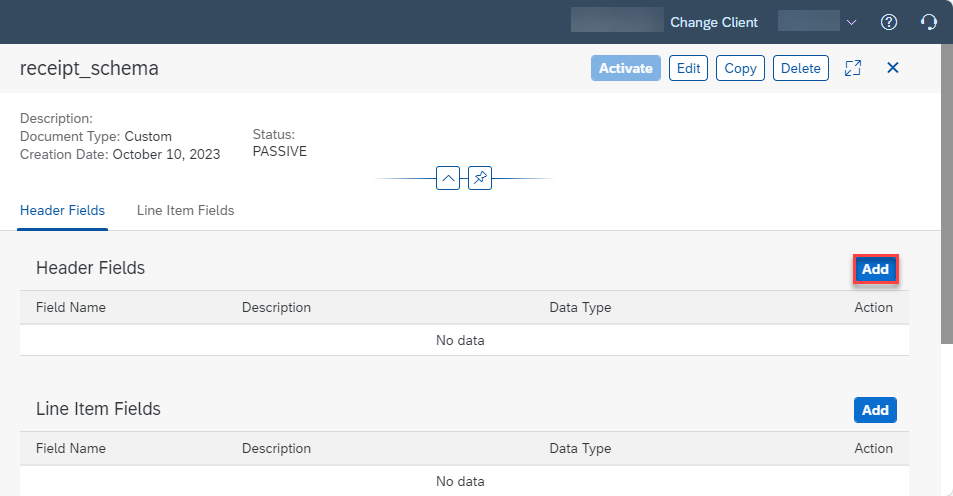 Change Client
receipt_schema
Activate Edit Copy Delete
Description:
Document Type: Custom
Creation Date: October 10, 2023
Status:
PASSIVE
Header Fields Line Item Fields
Header Fields Add
Field Name Description Data Type Action
No data
Line Item Fields Add
Field Name Description Data Type Action
No data